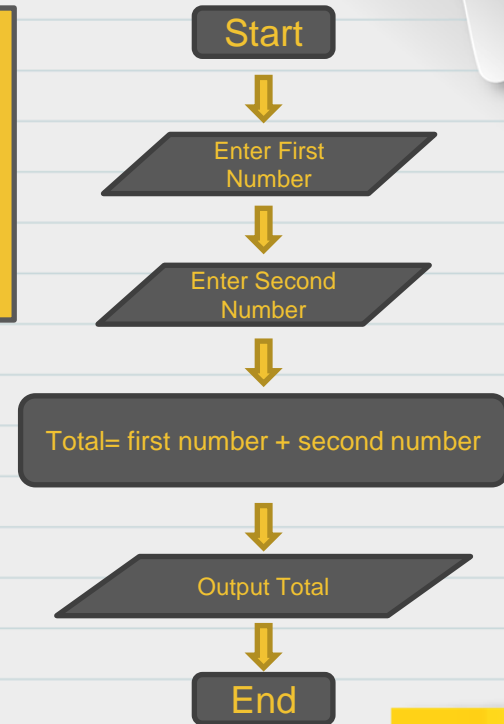 Start
Enter First
Number
Enter Second
Number
Total= first number + second number
Output Total
End